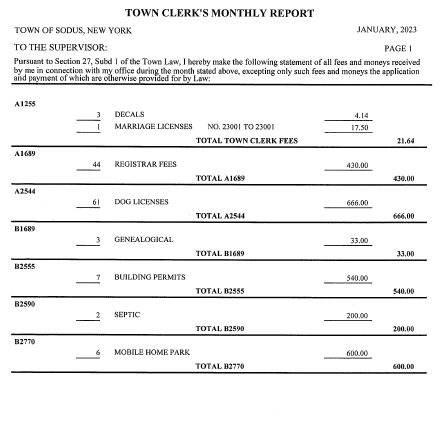 TOWN CLERK'S MONTHLY REPORT
TOWN OF SODUS, NEW YORK JANUARY, 2023
TO THE SUPERVISOR: PAGE 1
Pursuant to Section 27, Subd 1 of the Town Law, I hereby make the following statement of all fees and moneys received
by me in connection with my office during the month stated above, excepting only such fees and moneys the application
and payment of which are otherwise provided for by Law:
A1255
3 DECALS 4.14
1 MARRIAGE LICENSES NO. 23001 TO 23001 17.50
TOTAL TOWN CLERK FEES 21.64
A1689
44 REGISTRAR FEES 430.00
TOTAL A1689 430.00
A2544
61 DOG LICENSES 666.00
TOTAL A2544 666.00
B1689
3 GENEALOGICAL 33.00
TOTAL B1689 33.00
B2555
7 BUILDING PERMITS 540.00
TOTAL B2555 540.00
B2590
2 SEPTIC 200.00
TOTAL B2590 200.00
B2770
6 MOBILE HOME PARK 600.00
TOTAL B2770 600.00